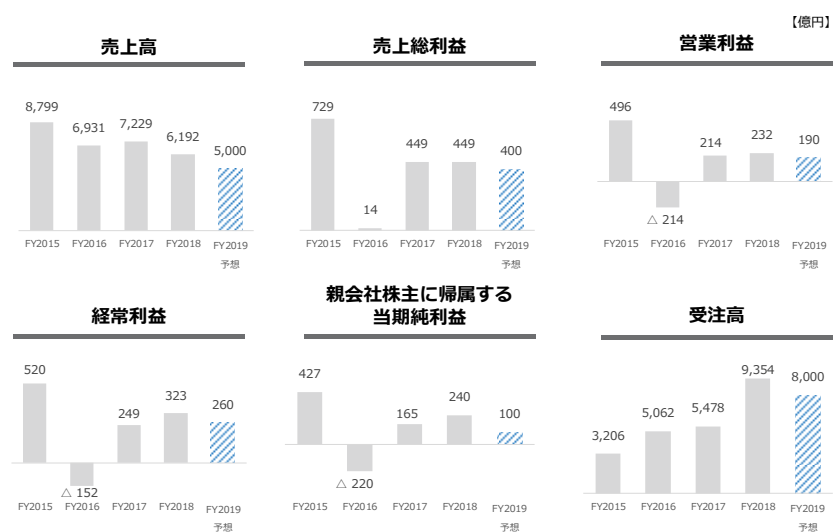 【億円】
売上高
8,799
6,931
7,229
6,192
5,000
FY2015
FY2016
FY2017
FY2018
FY2019
予想
売上総利益
729
14
449
449
400
FY2015
FY2016
FY2017
FY2018
FY2019
予想
営業利益
496
△ 214
214
232
190
FY2015
FY2016
FY2017
FY2018
FY2019
予想
経常利益
520
△ 152
249
323
260
FY2015
FY2016
FY2017
FY2018
FY2019
予想
親会社株主に帰属する
当期純利益
427
△ 220
165
240
100
FY2015
FY2016
FY2017
FY2018
FY2019
予想
受注高
3,206
5,062
5,478
9,354
8,000
FY2015
FY2016
FY2017
FY2018
FY2019
予想